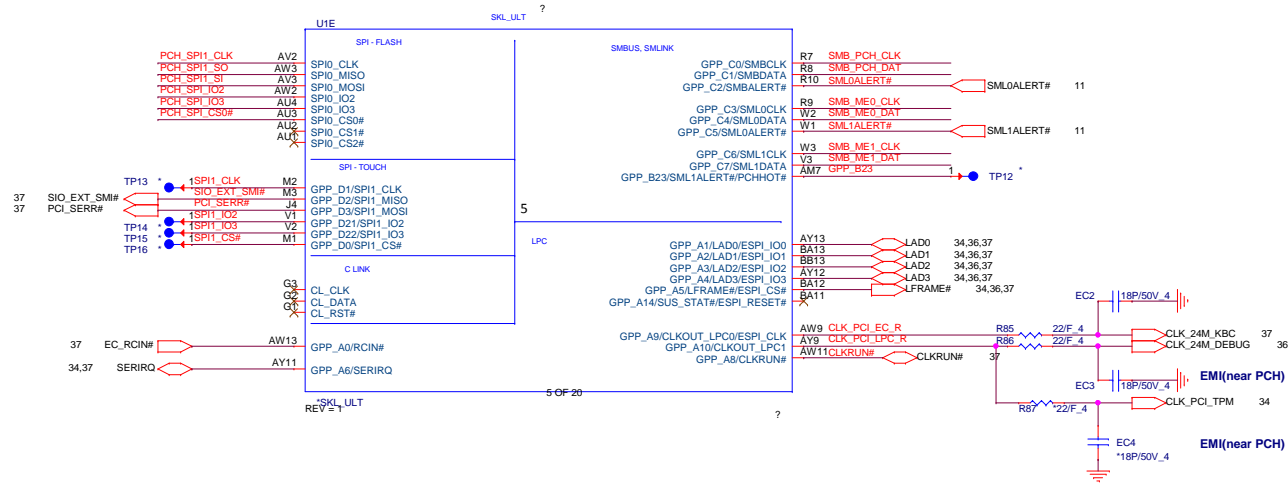 ?
U1E
SKL_ULT
SPI - FLASH
SMBUS, SMLINK
PCH_SPI1_CLK AV2 SPI0_CLK
PCH_SPI1_SO AW3 SPI0_MISO
PCH_SPI1_SI AV3 SPI0_MOSI
PCH_SPI1_IO2 AW2 SPI0_IO2
PCH_SPI1_IO3 AU4 SPI0_IO3
PCH_SPI_CS0# AU3 SPI0_CS0#
AU2 SPI0_CS1#
AU1 SPI0_CS2#
GPP_C0/SMBCLK R7 SMB_PCH_CLK
GPP_C1/SMBDATA R8 SMB_PCH_DAT
GPP_C2/SMBALERT# R10 SML0ALERT# SML0ALERT# 11
GPP_C3/SML0CLK R9 SMB_ME0_CLK
GPP_C4/SML0DATA W2 SMB_ME0_DAT
GPP_C5/SML0ALERT# W1 SML1ALERT# SML1ALERT# 11
GPP_C6/SML1CLK W3 SMB_ME1_CLK
GPP_C7/SML1DATA V3 SMB_ME1_DAT
GPP_B23/SML1ALERT#/PCHHOT# AM7 GPP_B23 1 TP12 *
SPI - TOUCH
TP13 * 1 SPI1_CLK M2 GPP_D1/SPI1_CLK
37 SIO_EXT_SMI# SIO_EXT_SMI# M3 GPP_D2/SPI1_MISO
37 PCI_SERR# PCI_SERR# J4 GPP_D3/SPI1_MOSI
TP14 * 1 SPI1_IO2 V1 GPP_D21/SPI1_IO2
TP15 * 1 SPI1_IO3 V2 GPP_D22/SPI1_IO3
TP16 * 1 SPI1_CS# M1 GPP_D0/SPI1_CS#
5
LPC
C LINK
G3 CL_CLK
G2 CL_DATA
G1 CL_RST#
GPP_A1/LAD0/ESPI_IO0 AY13 LAD0 34,36,37
GPP_A2/LAD1/ESPI_IO1 BA13 LAD1 34,36,37
GPP_A3/LAD2/ESPI_IO2 BB13 LAD2 34,36,37
GPP_A4/LAD3/ESPI_IO3 AY12 LAD3 34,36,37
GPP_A5/LFRAME#/ESPI_CS# BA12 LFRAME# 34,36,37
GPP_A14/SUS_STAT#/ESPI_RESET# BA11
EC2 18P/50V_4
37 EC_RCIN# AW13 GPP_A0/RCIN#
34,37 SERIRQ AY11 GPP_A6/SERIRQ
GPP_A9/CLKOUT_LPC0/ESPI_CLK AW9 CLK_PCI_EC_R R85 22/F_4 CLK_24M_KBC 37
GPP_A10/CLKOUT_LPC1 AY9 CLK_PCI_LPC_R R86 22/F_4 CLK_24M_DEBUG 36
GPP_A8/CLKRUN# AW11 CLKRUN# CLKRUN# 37
EC3 18P/50V_4 EMI(near PCH)
R87 *22/F_4 CLK_PCI_TPM 34
EC4
*18P/50V_4
EMI(near PCH)
5 OF 20
*SKL_ULT
REV = 1
?